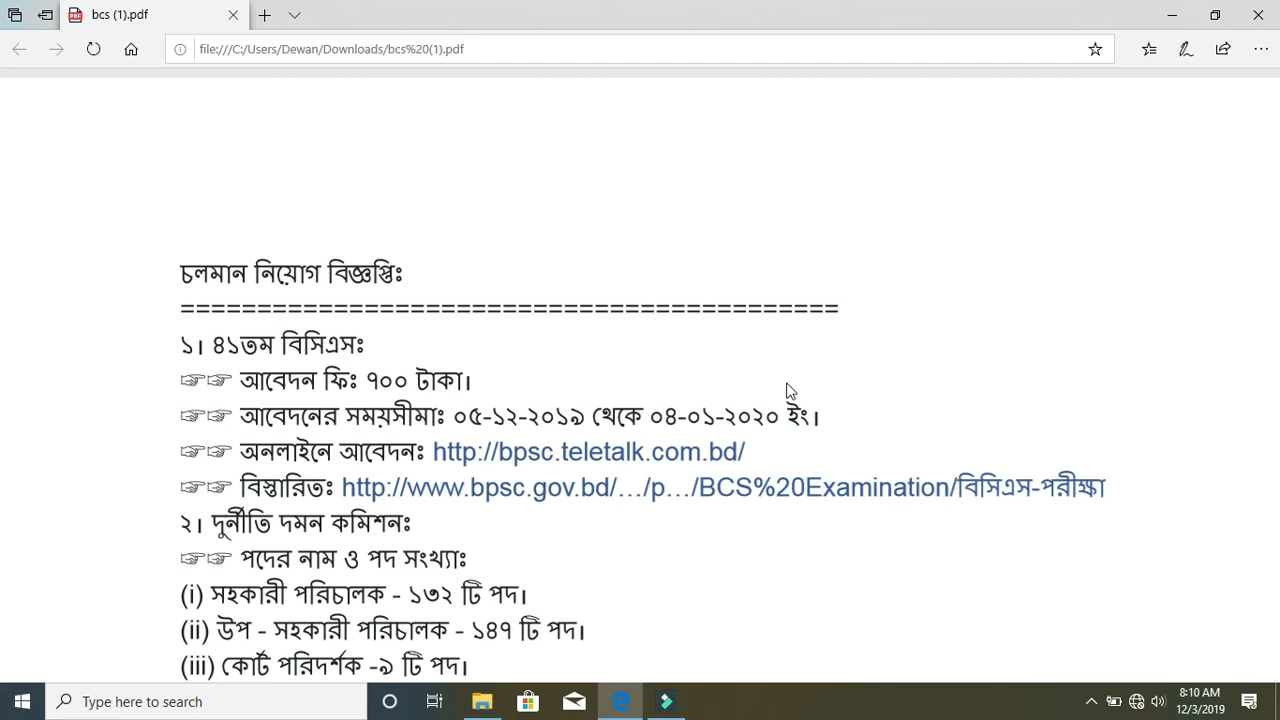 bcs (1).pdf
file:///C:/Users/Dewan/Downloads/bcs%20(1).pdf
চলমান নিয়োগ বিজ্ঞপ্তিঃ
===========================================
১। ৪১তম বিসিএসঃ
☞☞ আবেদন ফিঃ ৭০০ টাকা।
☞☞ আবেদনের সময়সীমাঃ ০৫-১২-২০১৯ থেকে ০৪-০১-২০২০ ইং।
☞☞ অনলাইনে আবেদনঃ http://bpsc.teletalk.com.bd/
☞☞ বিস্তারিতঃ http://www.bpsc.gov.bd/…/p…/BCS%20Examination/বিসিএস-পরীক্ষা
২। দুর্নীতি দমন কমিশনঃ
☞☞ পদের নাম ও পদ সংখ্যাঃ
(i) সহকারী পরিচালক - ১৩২ টি পদ।
(ii) উপ - সহকারী পরিচালক - ১৪৭ টি পদ।
(iii) কোর্ট পরিদর্শক -৯ টি পদ।
Type here to search
8:10 AM
12/3/2019